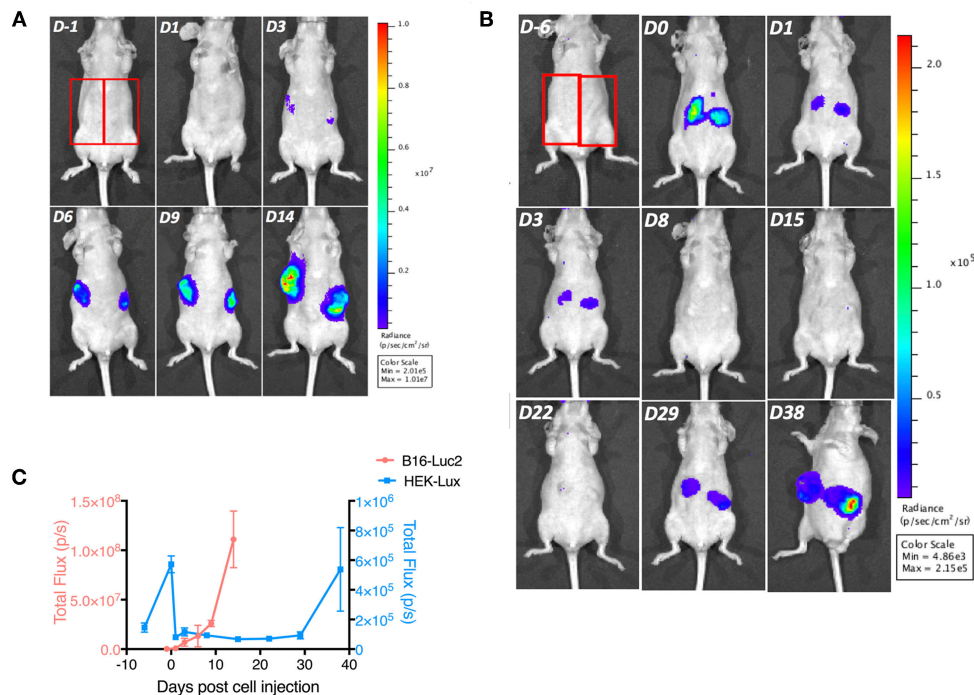 A
D-1
D1
D3
1.0
0.8
0.6
×10⁷
0.4
0.2
D6
D9
D14
Radiance
(p/sec/cm²/sr)
Color Scale
Min = 2.01e5
Max = 1.01e7
B
D-6
D0
D1
2.0
1.5
×10⁵
1.0
0.5
D3
D8
D15
D22
D29
D38
Radiance
(p/sec/cm²/sr)
Color Scale
Min = 4.86e3
Max = 2.15e5
C
B16-Luc2
HEK-Lux
Total Flux (p/s)
1.5×10⁸
1.0×10⁸
5.0×10⁷
0.0
1×10⁶
8×10⁵
6×10⁵
4×10⁵
2×10⁵
0
Total Flux (p/s)
-10 0 10 20 30 40
Days post cell injection